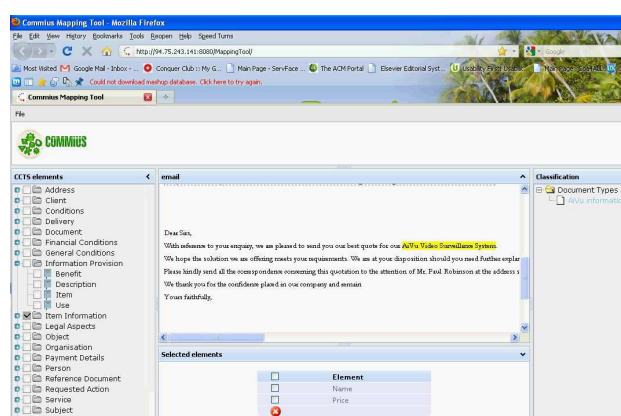 Commius Mapping Tool - Mozilla Firefox
File Edit View History Bookmarks Tools Reopen Help Speed Turns
http://94.75.243.141:8080/MappingTool/
Google
Most Visited Google Mail - Inbox - ... Conquer Club :: My G... Main Page - ServFace ... The ACM Portal Elsevier Editorial Syst...
Could not download mashup database. Click here to try again.
Commius Mapping Tool
File
COMMIUS
CCTS elements
email
Classification
Address
Client
Conditions
Delivery
Document
Financial Conditions
General Conditions
Information Provision
Benefit
Description
Item
Use
Item Information
Legal Aspects
Object
Organisation
Payment Details
Person
Reference Document
Requested Action
Service
Subject
Dear Sirs,
With reference to your enquiry, we are pleased to send you our best quote for our AiVu Video Surveillance System.
We hope the solution we are offering meets your requirements. We are at your disposition should you need further explan
Please kindly send all the correspondence concerning this quotation to the attention of Mr. Paul Robinson at the address s
We thank you for the confidence placed in our company and remain
Yours faithfully,
Selected elements
Element
Name
Price
Document Types
AiVu information